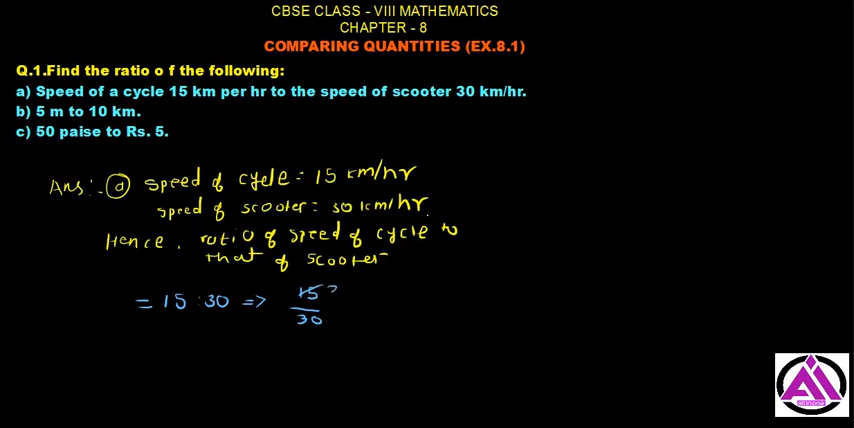 CBSE CLASS - VIII MATHEMATICS
CHAPTER - 8
COMPARING QUANTITIES (EX.8.1)
Q.1.Find the ratio o f the following:
a) Speed of a cycle 15 km per hr to the speed of scooter 30 km/hr.
b) 5 m to 10 km.
c) 50 paise to Rs. 5.
Ans:- (a) Speed of cycle = 15 km/hr
speed of scooter = 30 km/hr.
Hence, ratio of speed of cycle to
that of scooter
= 15 : 30 => 15
30